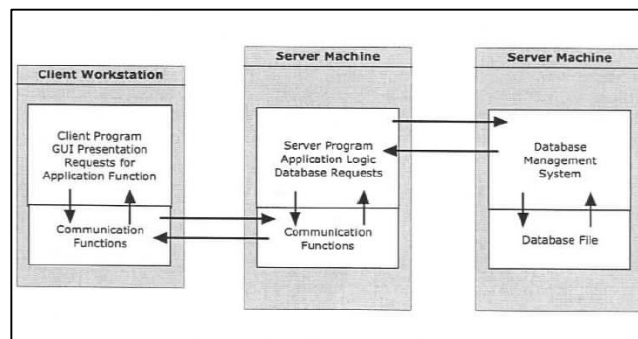 Client Workstation
Client Program
GUI Presentation
Requests for
Application Function
Communication
Functions
Server Machine
Server Program
Application Logic
Database Requests
Communication
Functions
Server Machine
Database
Management
System
Database File